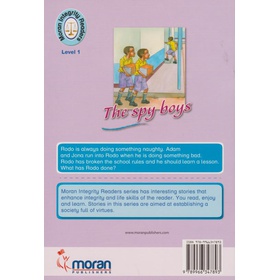 Moran Integrity Readers
Level 1
The spy boys
Rodo is always doing something naughty. Adam
and Jona run into Rodo when he is doing something bad.
Rodo has broken the school rules and he should learn a lesson.
What has Rodo done?
Moran Integrity Readers series has interesting stories that
enhance integrity and life skills of the reader. You read, enjoy
and learn. Stories in this series are aimed at establishing a
society full of virtues.
moran
PUBLISHERS
www.moranpublishers.com